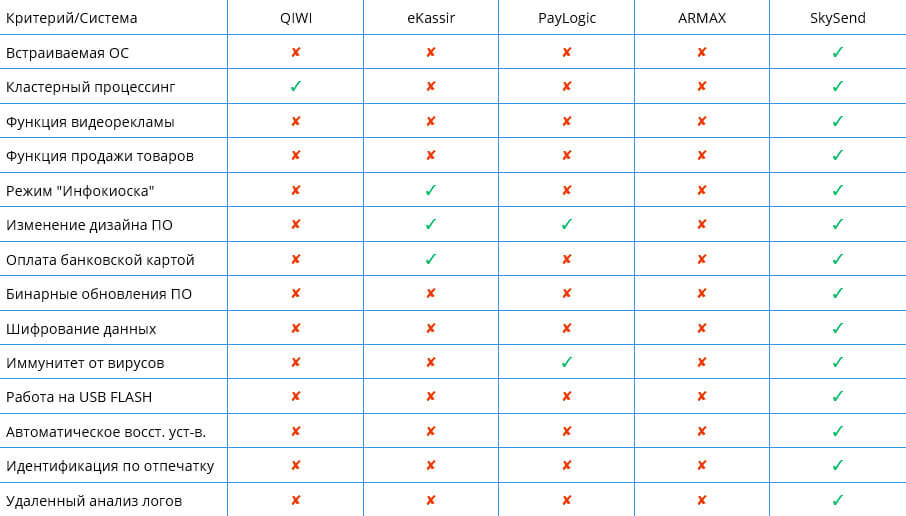 Критерий/Система QIWI eKassir PayLogic ARMAX SkySend
Встраиваемая ОС ✘ ✘ ✘ ✘ ✓
Кластерный процессинг ✓ ✘ ✘ ✘ ✓
Функция видеорекламы ✘ ✘ ✘ ✘ ✓
Функция продажи товаров ✘ ✘ ✘ ✘ ✓
Режим "Инфокиоска" ✘ ✓ ✘ ✘ ✓
Изменение дизайна ПО ✘ ✓ ✓ ✘ ✓
Оплата банковской картой ✘ ✓ ✘ ✘ ✓
Бинарные обновления ПО ✘ ✘ ✘ ✘ ✓
Шифрование данных ✘ ✘ ✘ ✘ ✓
Иммунитет от вирусов ✘ ✘ ✓ ✘ ✓
Работа на USB FLASH ✘ ✘ ✘ ✘ ✓
Автоматическое восст. уст-в. ✘ ✘ ✘ ✘ ✓
Идентификация по отпечатку ✘ ✘ ✘ ✘ ✓
Удаленный анализ логов ✘ ✘ ✘ ✘ ✓